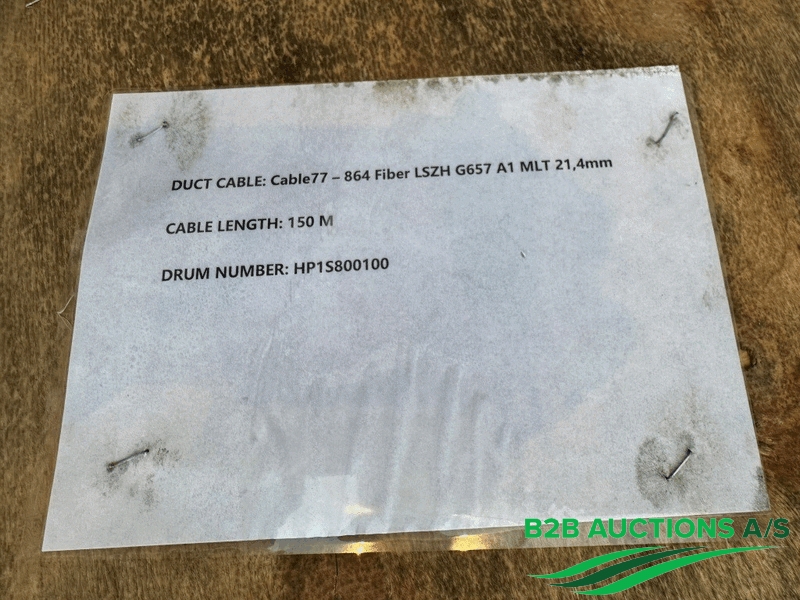 DUCT CABLE: Cable77 – 864 Fiber LSZH G657 A1 MLT 21,4mm
CABLE LENGTH: 150 M
DRUM NUMBER: HP1S800100
B2B AUCTIONS A/S